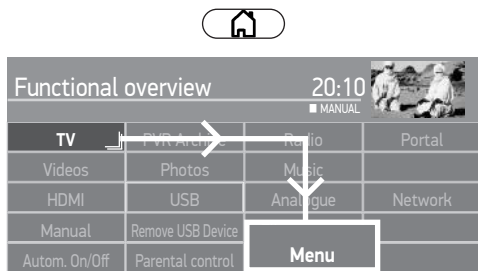 Functional overview 20:10
MANUAL
TV PVR Archive Radio Portal
Videos Photos Music
HDMI USB Analogue Network
Manual Remove USB Device
Autom. On/Off Parental control Menu